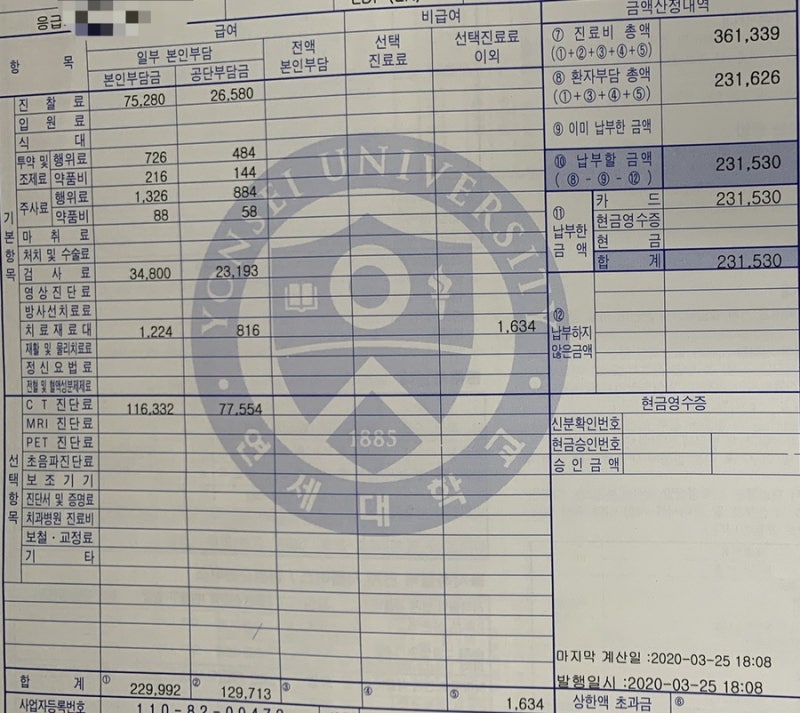 응급
급여
비급여
금액산정내역
항 목
일부 본인부담
전액
본인부담
선택
진료료
선택진료료
이외
본인부담금
공단부담금
⑦ 진료비 총액
(①+②+③+④+⑤)
361,339
⑧ 환자부담 총액
(①+③+④+⑤)
231,626
⑨ 이미 납부한 금액
⑩ 납부할 금액
(⑧-⑨-⑫)
231,530
⑪
납부한
금 액
카 드
231,530
현금영수증
현 금
합 계
231,530
⑫
납부하지
않은금액
현금영수증
신분확인번호
현금승인번호
승 인 금 액
마지막 계산일 :2020-03-25 18:08
발행일시 :2020-03-25 18:08
상한액 초과금
⑥
기본항목
진 찰 료 75,280 26,580
입 원 료
식 대
투약 및 조제료
행위료 726 484
약품비 216 144
주사료
행위료 1,326 884
약품비 88 58
마 취 료
처치 및 수술료
검 사 료 34,800 23,193
영상진단료
방사선치료료
치료재료대 1,224 816 1,634
재활 및 물리치료료
정신요법료
전혈 및 혈액성분제제료
선택항목
C T 진단료 116,332 77,554
MRI 진단료
PET 진단료
초음파진단료
보 조 기 기
진단서 및 증명료
치과병원 진료비
보철·교정료
기 타
합 계 ① 229,992 ② 129,713 ③ ④ ⑤ 1,634
사업자등록번호
YONSEI UNIVERSITY
1885
연세대학교